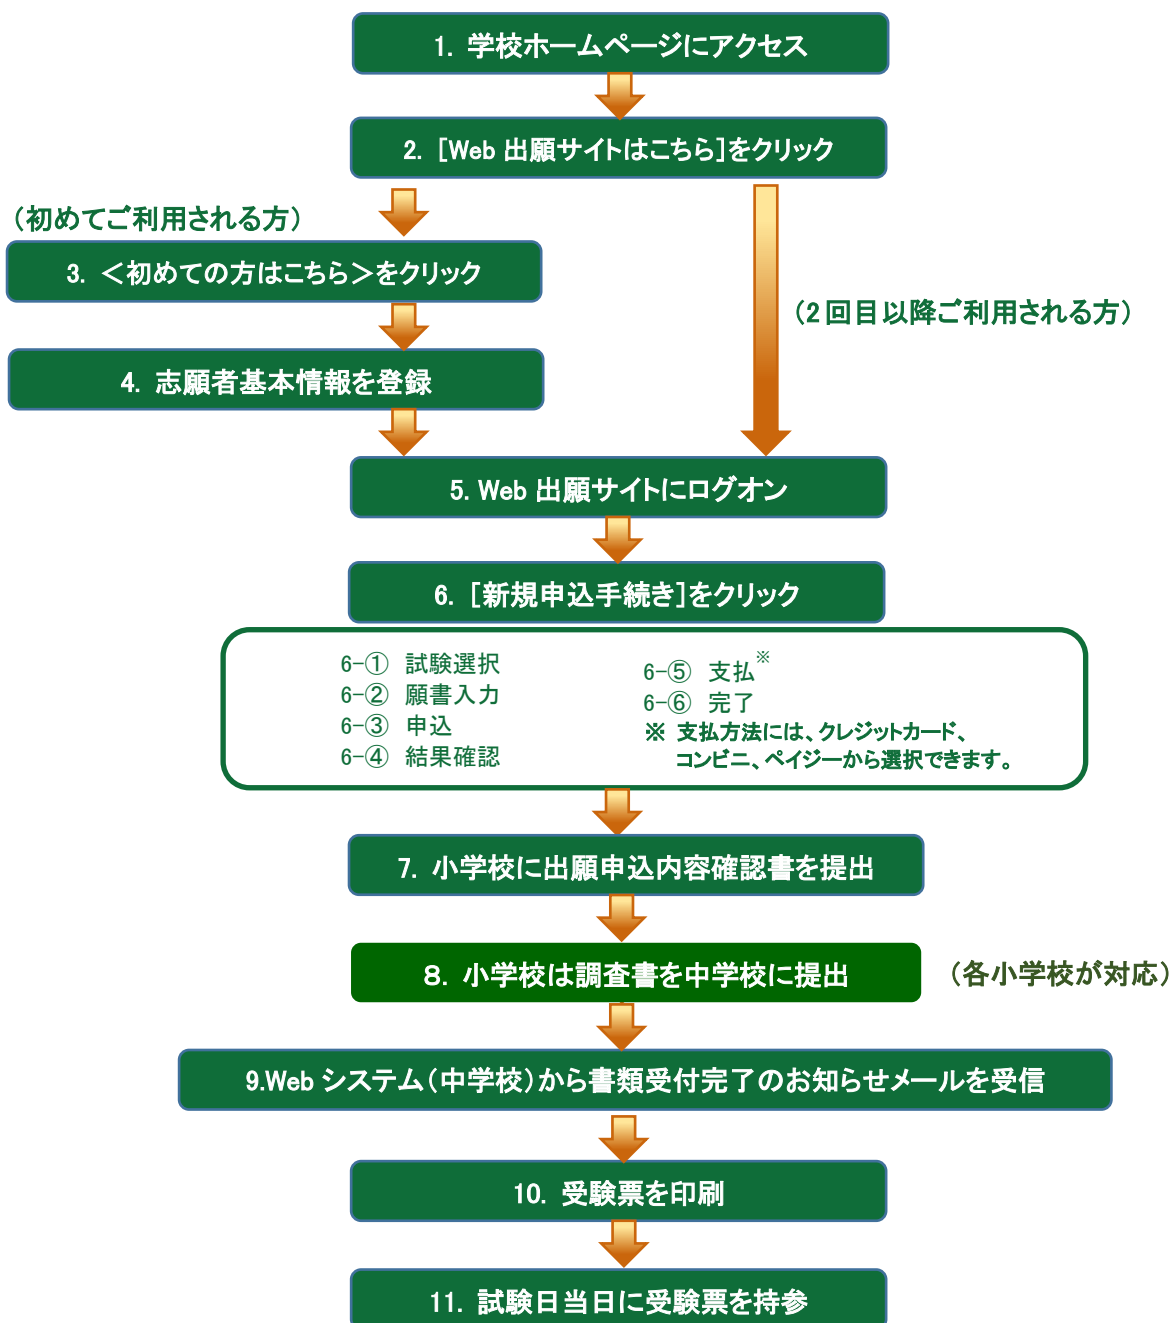 1. 学校ホームページにアクセス
2. [Web 出願サイトはこちら]をクリック
（初めてご利用される方）
3. ＜初めての方はこちら＞をクリック
（2 回目以降ご利用される方）
4. 志願者基本情報を登録
5. Web 出願サイトにログオン
6. [新規申込手続き]をクリック
6-① 試験選択
6-② 願書入力
6-③ 申込
6-④ 結果確認
6-⑤ 支払※
6-⑥ 完了
※ 支払方法には、クレジットカード、
コンビニ、ペイジーから選択できます。
7. 小学校に出願申込内容確認書を提出
８. 小学校は調査書を中学校に提出
（各小学校が対応）
9.Web システム（中学校）から書類受付完了のお知らせメールを受信
10. 受験票を印刷
11. 試験日当日に受験票を持参